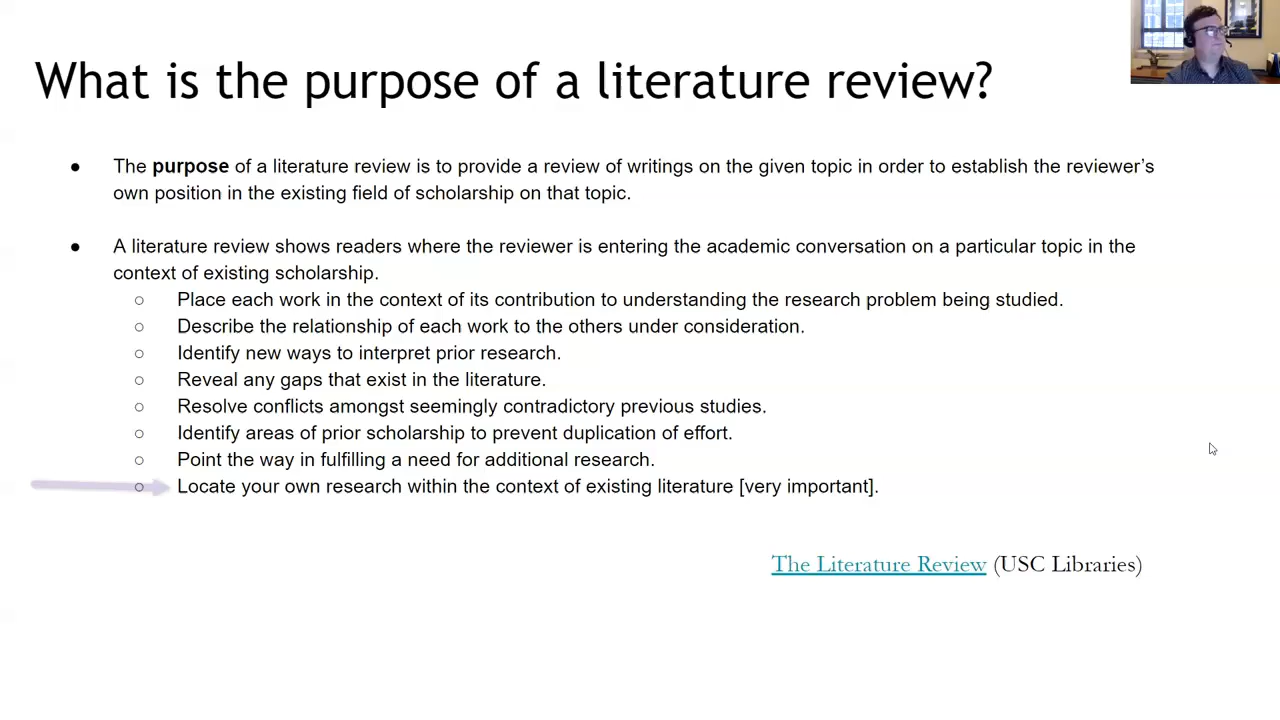 What is the purpose of a literature review?
● The purpose of a literature review is to provide a review of writings on the given topic in order to establish the reviewer's
own position in the existing field of scholarship on that topic.
● A literature review shows readers where the reviewer is entering the academic conversation on a particular topic in the
context of existing scholarship.
○ Place each work in the context of its contribution to understanding the research problem being studied.
○ Describe the relationship of each work to the others under consideration.
○ Identify new ways to interpret prior research.
○ Reveal any gaps that exist in the literature.
○ Resolve conflicts amongst seemingly contradictory previous studies.
○ Identify areas of prior scholarship to prevent duplication of effort.
○ Point the way in fulfilling a need for additional research.
○ Locate your own research within the context of existing literature [very important].
The Literature Review (USC Libraries)